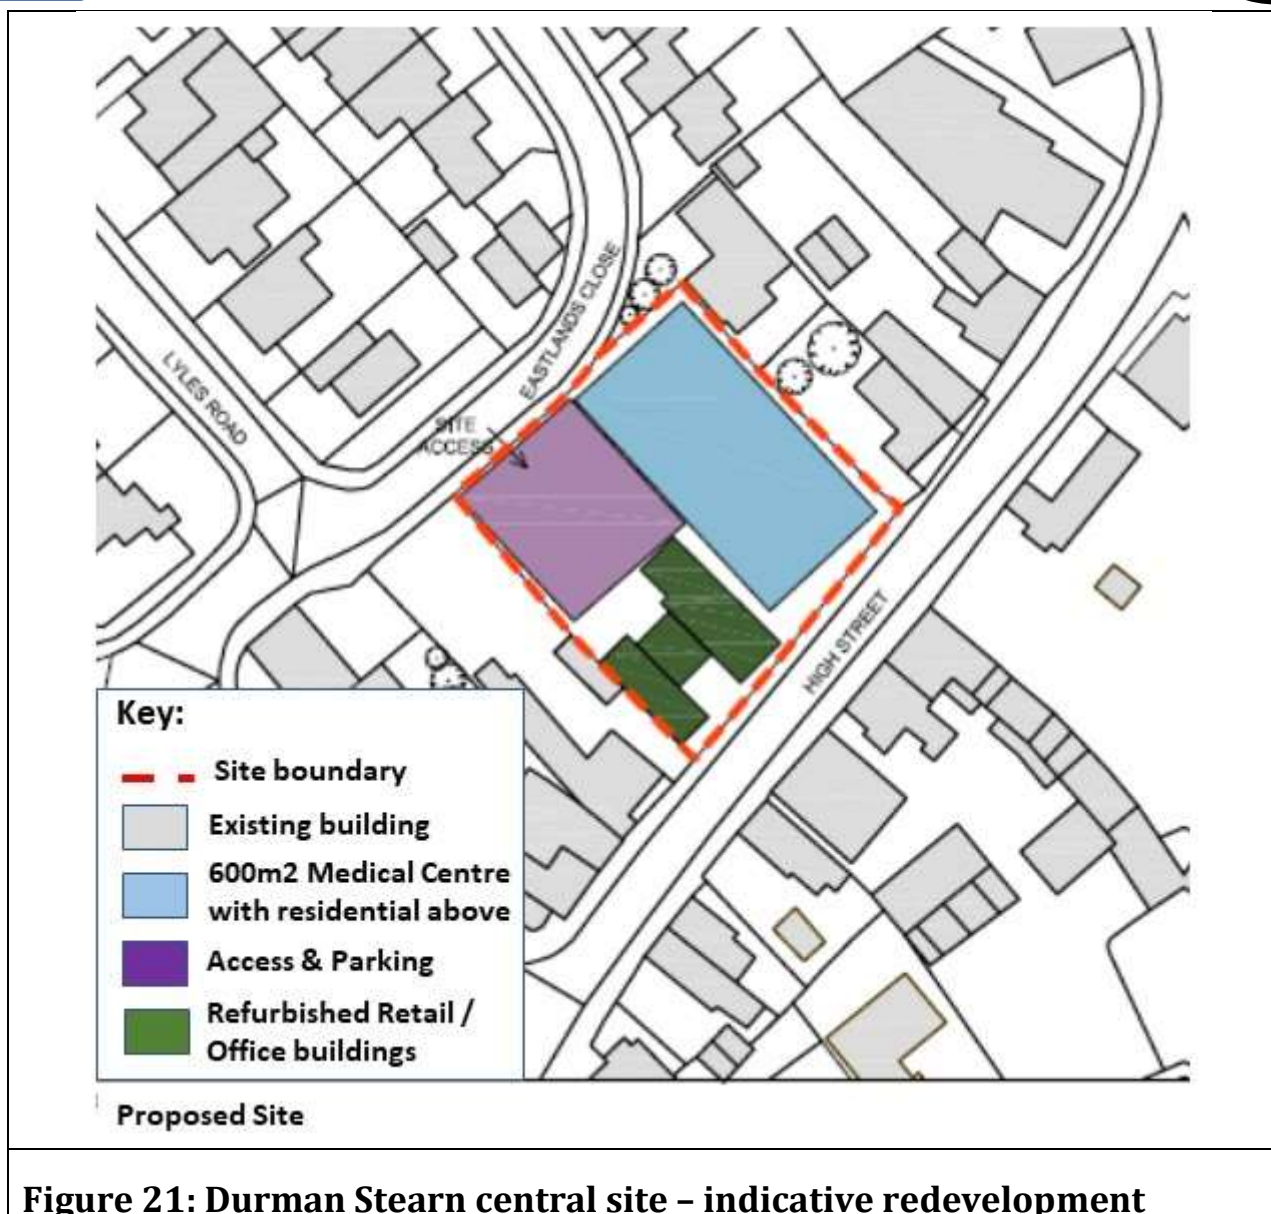 EASTLANDS CLOSE
LYLES ROAD
SITE
ACCESS
HIGH STREET
Key:
Site boundary
Existing building
600m2 Medical Centre
with residential above
Access & Parking
Refurbished Retail /
Office buildings
Proposed Site
Figure 21: Durman Stearn central site – indicative redevelopment